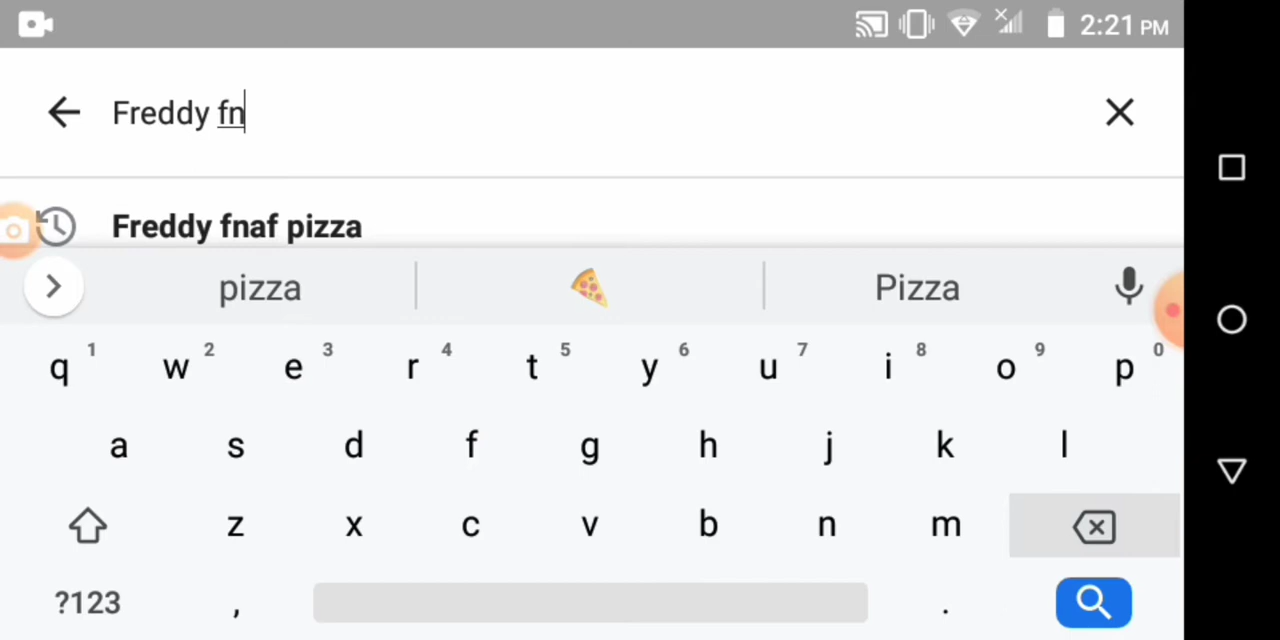 2:21 PM
Freddy fn
Freddy fnaf pizza
pizza Pizza
1 2 3 4 5 6 7 8 9 0
q w e r t y u i o p
a s d f g h j k l
z x c v b n m
?123 , .